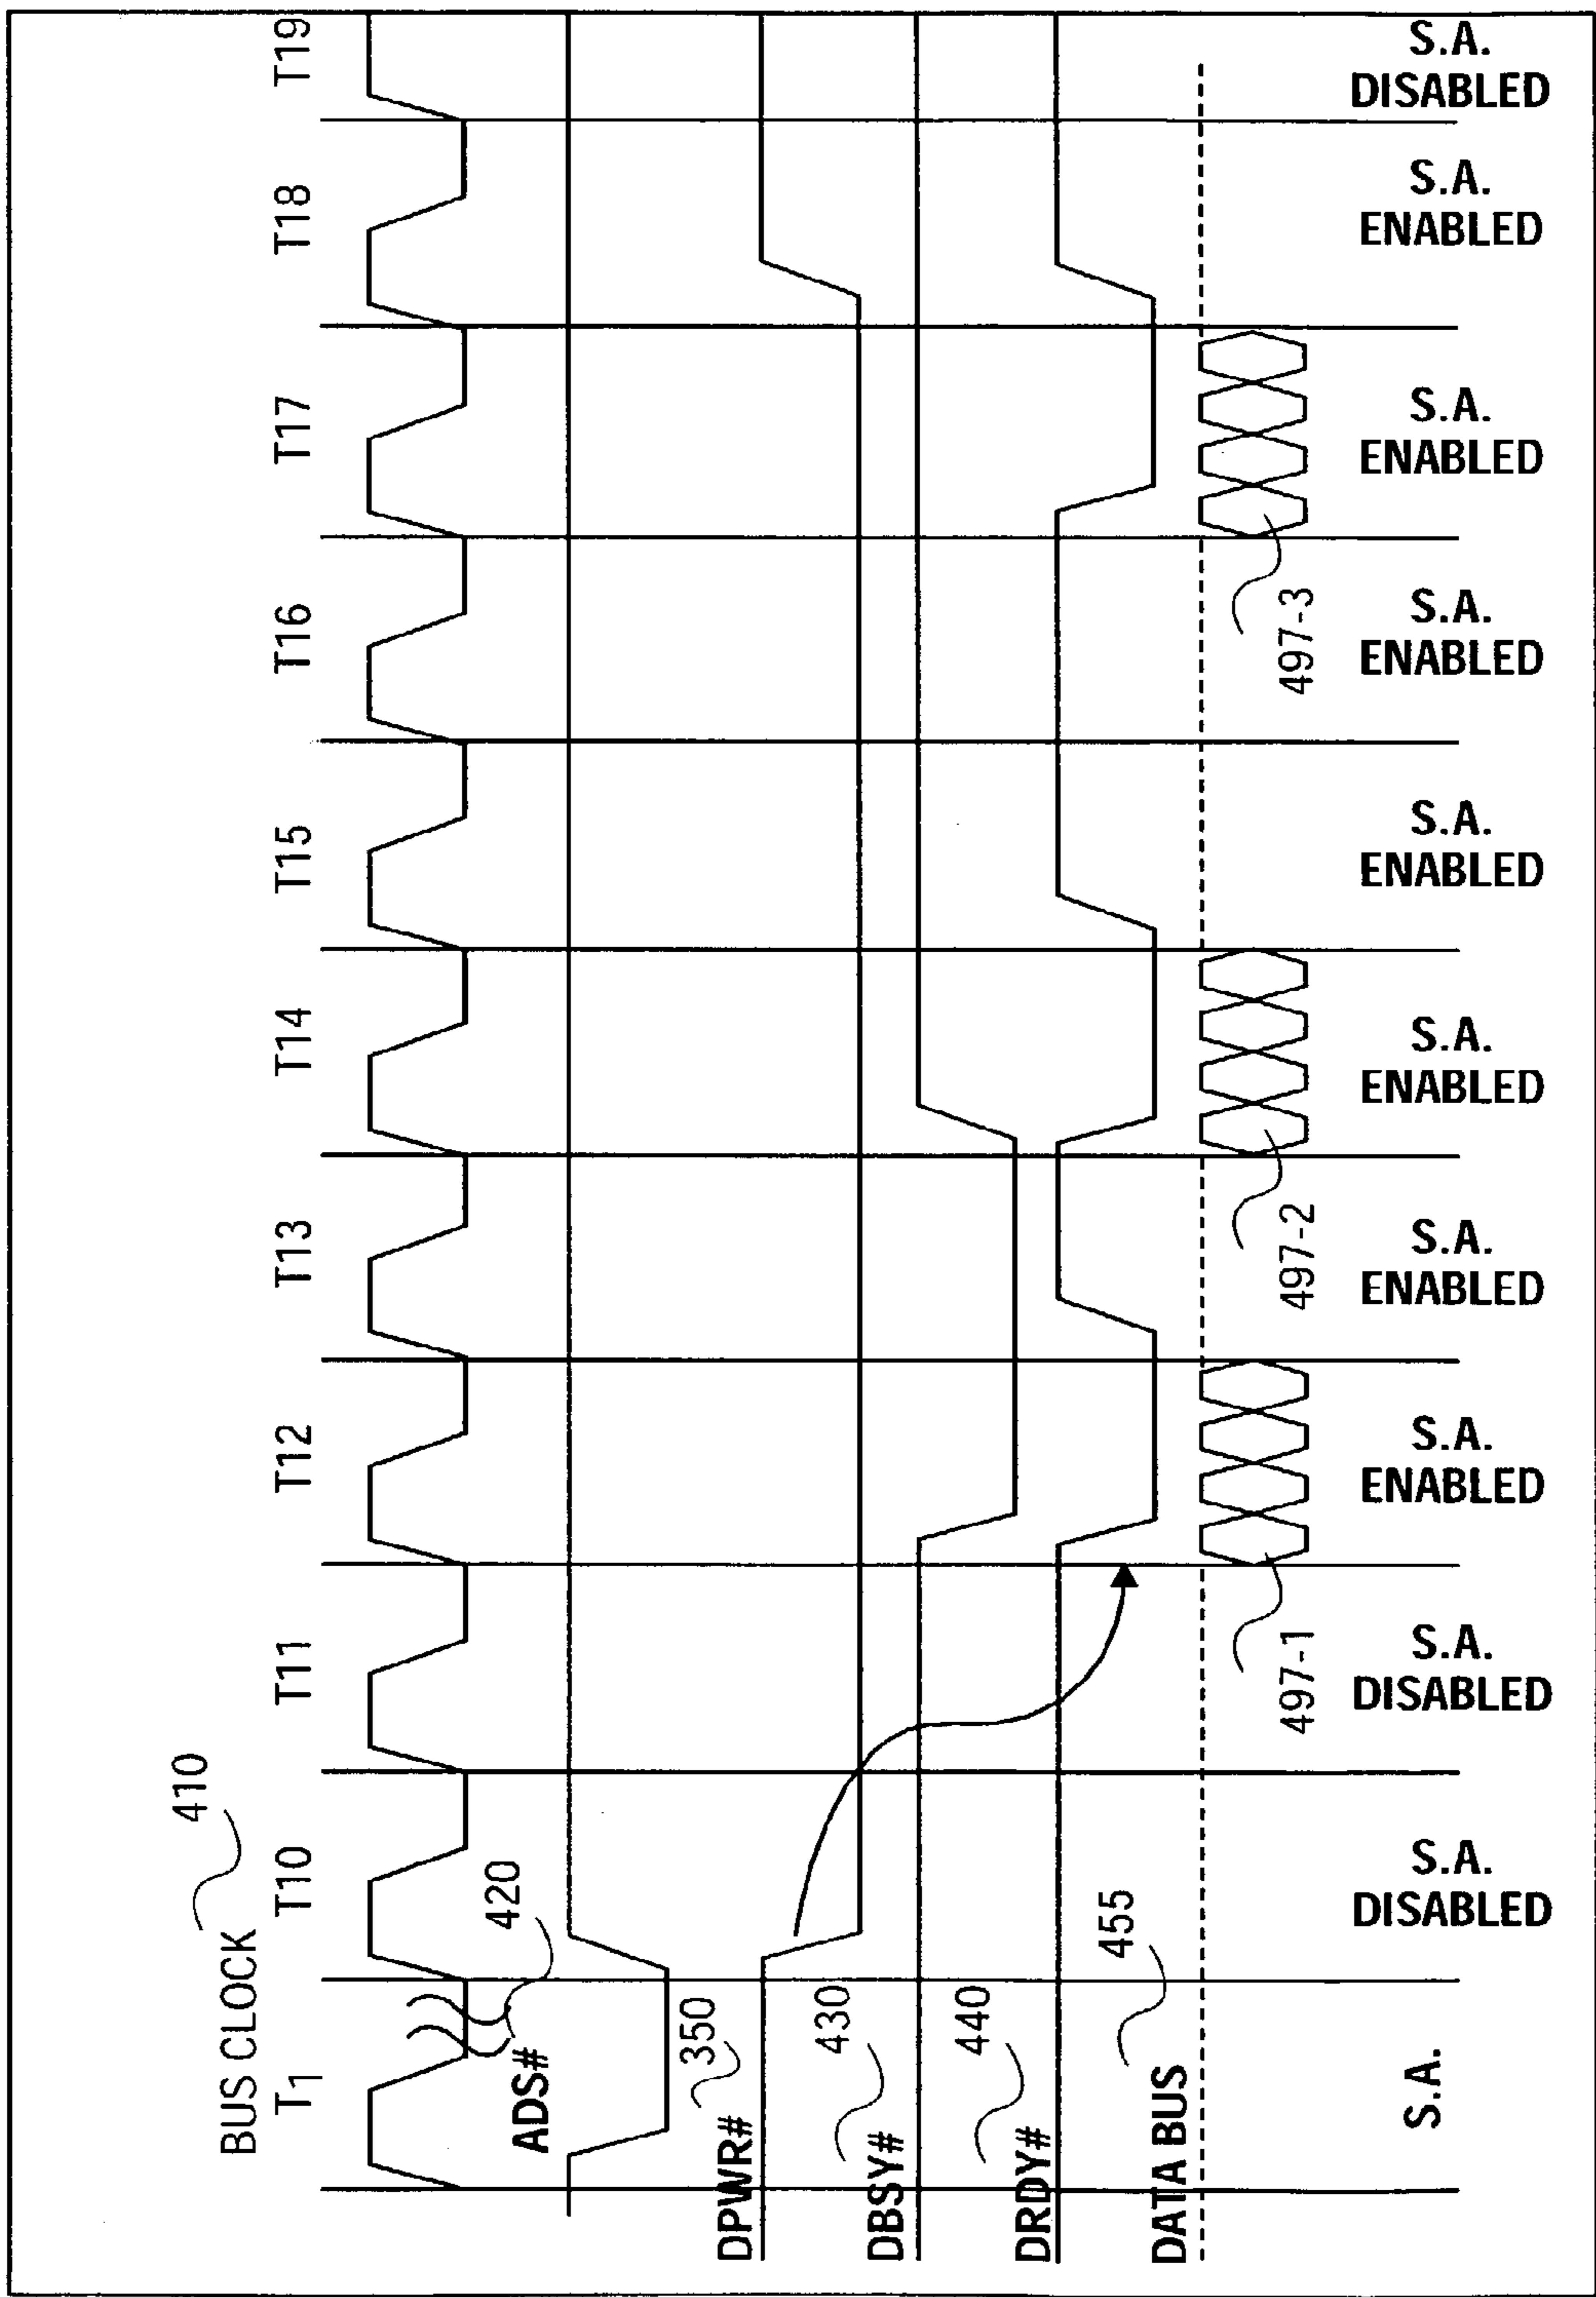 BUS CLOCK 410
T1 T10 T11 T12 T13 T14 T15 T16 T17 T18 T19
ADS# 420
DPWR# 350
DBSY# 430
DRDY# 440
DATA BUS 455
497-1 497-2 497-3
S.A.
S.A. DISABLED
S.A. DISABLED
S.A. ENABLED
S.A. ENABLED
S.A. ENABLED
S.A. ENABLED
S.A. ENABLED
S.A. ENABLED
S.A. ENABLED
S.A. DISABLED